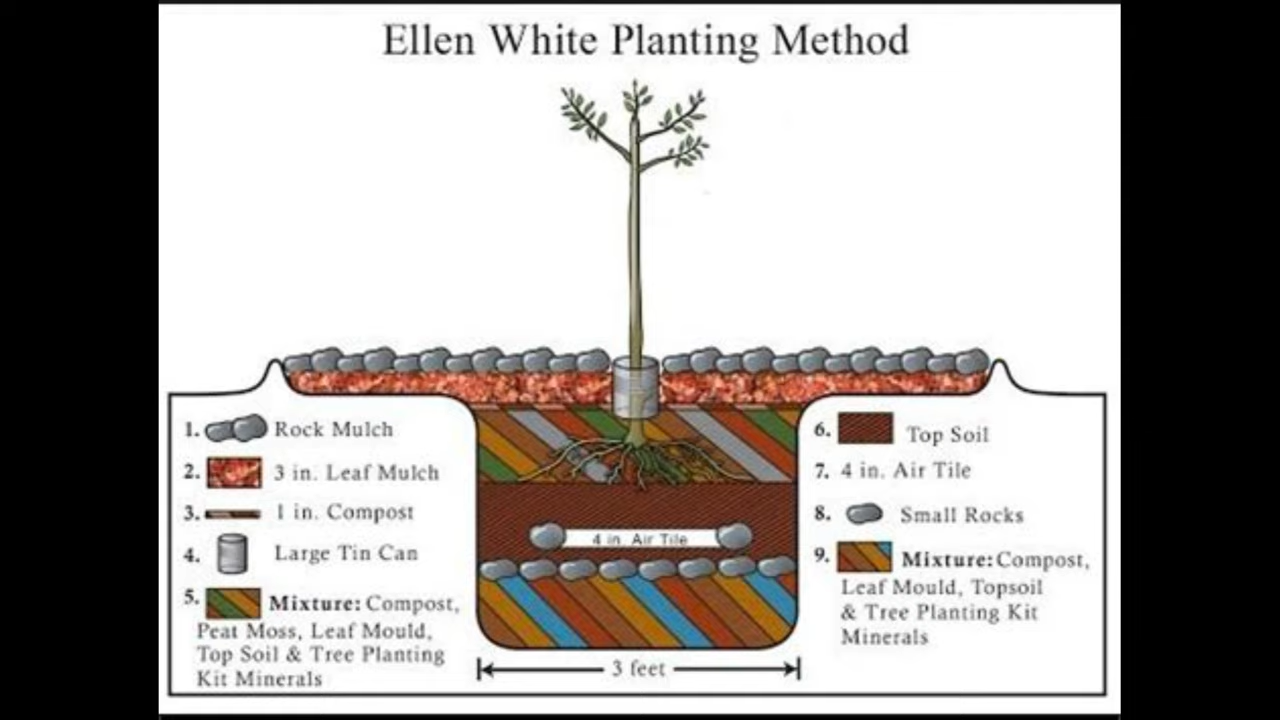 Ellen White Planting Method
1. Rock Mulch
2. 3 in. Leaf Mulch
3. 1 in. Compost
4. Large Tin Can
5. Mixture: Compost,
Peat Moss, Leaf Mould,
Top Soil & Tree Planting
Kit Minerals
4 in. Air Tile
3 feet
6. Top Soil
7. 4 in. Air Tile
8. Small Rocks
9. Mixture: Compost,
Leaf Mould, Topsoil
& Tree Planting Kit
Minerals